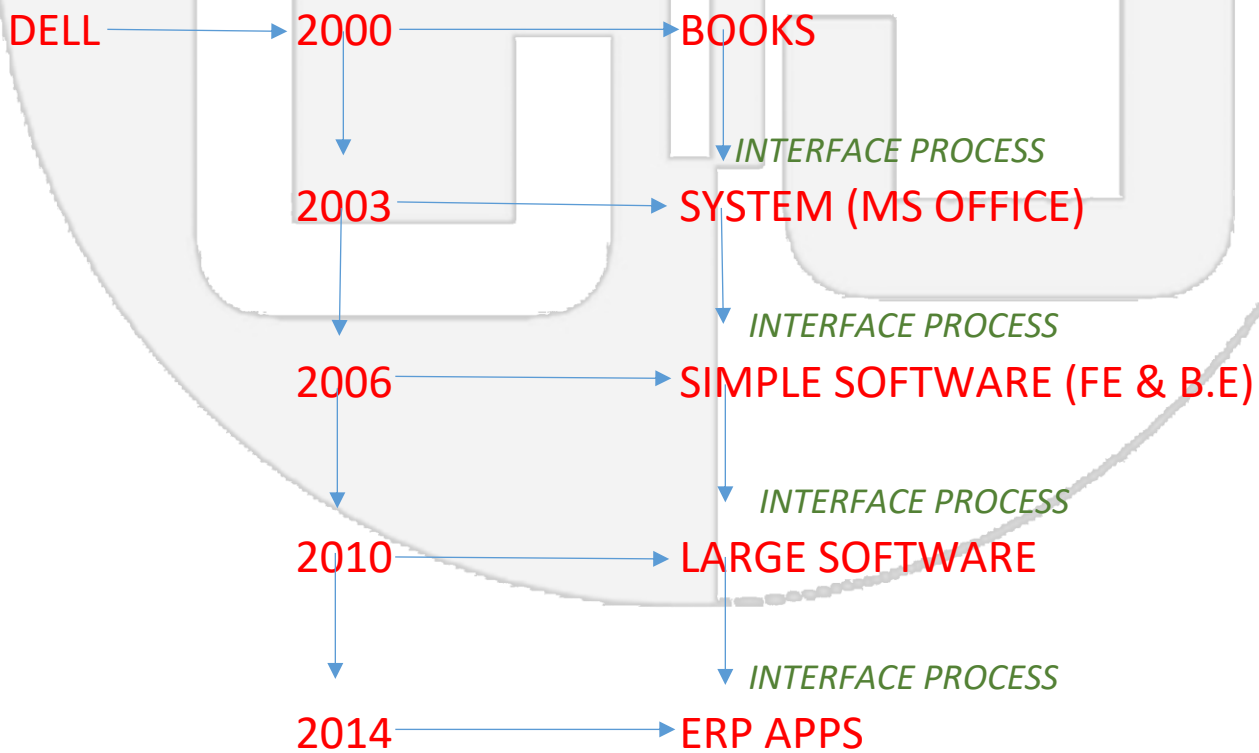 DELL 2000 BOOKS
INTERFACE PROCESS
2003 SYSTEM (MS OFFICE)
INTERFACE PROCESS
2006 SIMPLE SOFTWARE (FE & B.E)
INTERFACE PROCESS
2010 LARGE SOFTWARE
INTERFACE PROCESS
2014 ERP APPS